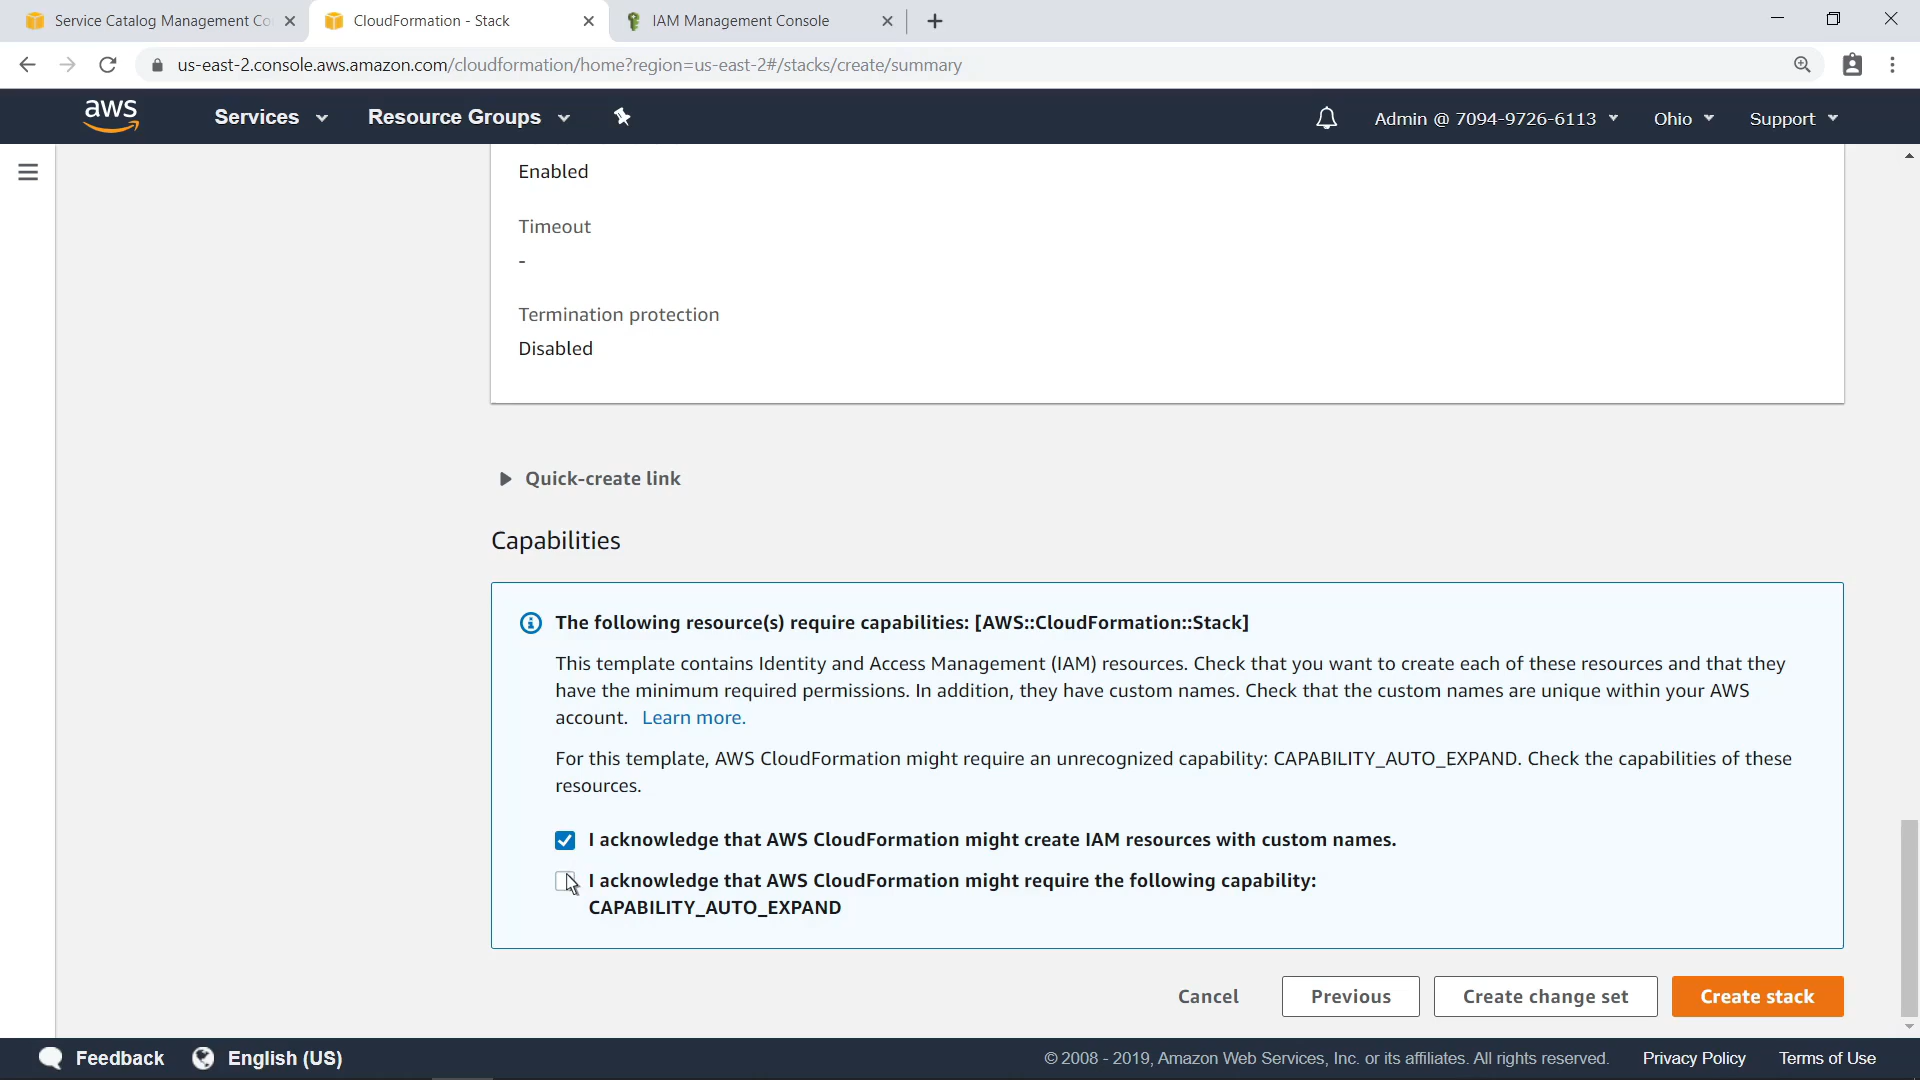 Service Catalog Management Co
CloudFormation - Stack
IAM Management Console
us-east-2.console.aws.amazon.com/cloudformation/home?region=us-east-2#/stacks/create/summary
aws
Services
Resource Groups
Admin @ 7094-9726-6113
Ohio
Support
Enabled
Timeout
-
Termination protection
Disabled
Quick-create link
Capabilities
The following resource(s) require capabilities: [AWS::CloudFormation::Stack]
This template contains Identity and Access Management (IAM) resources. Check that you want to create each of these resources and that they
have the minimum required permissions. In addition, they have custom names. Check that the custom names are unique within your AWS
account. Learn more.
For this template, AWS CloudFormation might require an unrecognized capability: CAPABILITY_AUTO_EXPAND. Check the capabilities of these
resources.
I acknowledge that AWS CloudFormation might create IAM resources with custom names.
I acknowledge that AWS CloudFormation might require the following capability:
CAPABILITY_AUTO_EXPAND
Cancel
Previous
Create change set
Create stack
Feedback
English (US)
© 2008 - 2019, Amazon Web Services, Inc. or its affiliates. All rights reserved.
Privacy Policy
Terms of Use